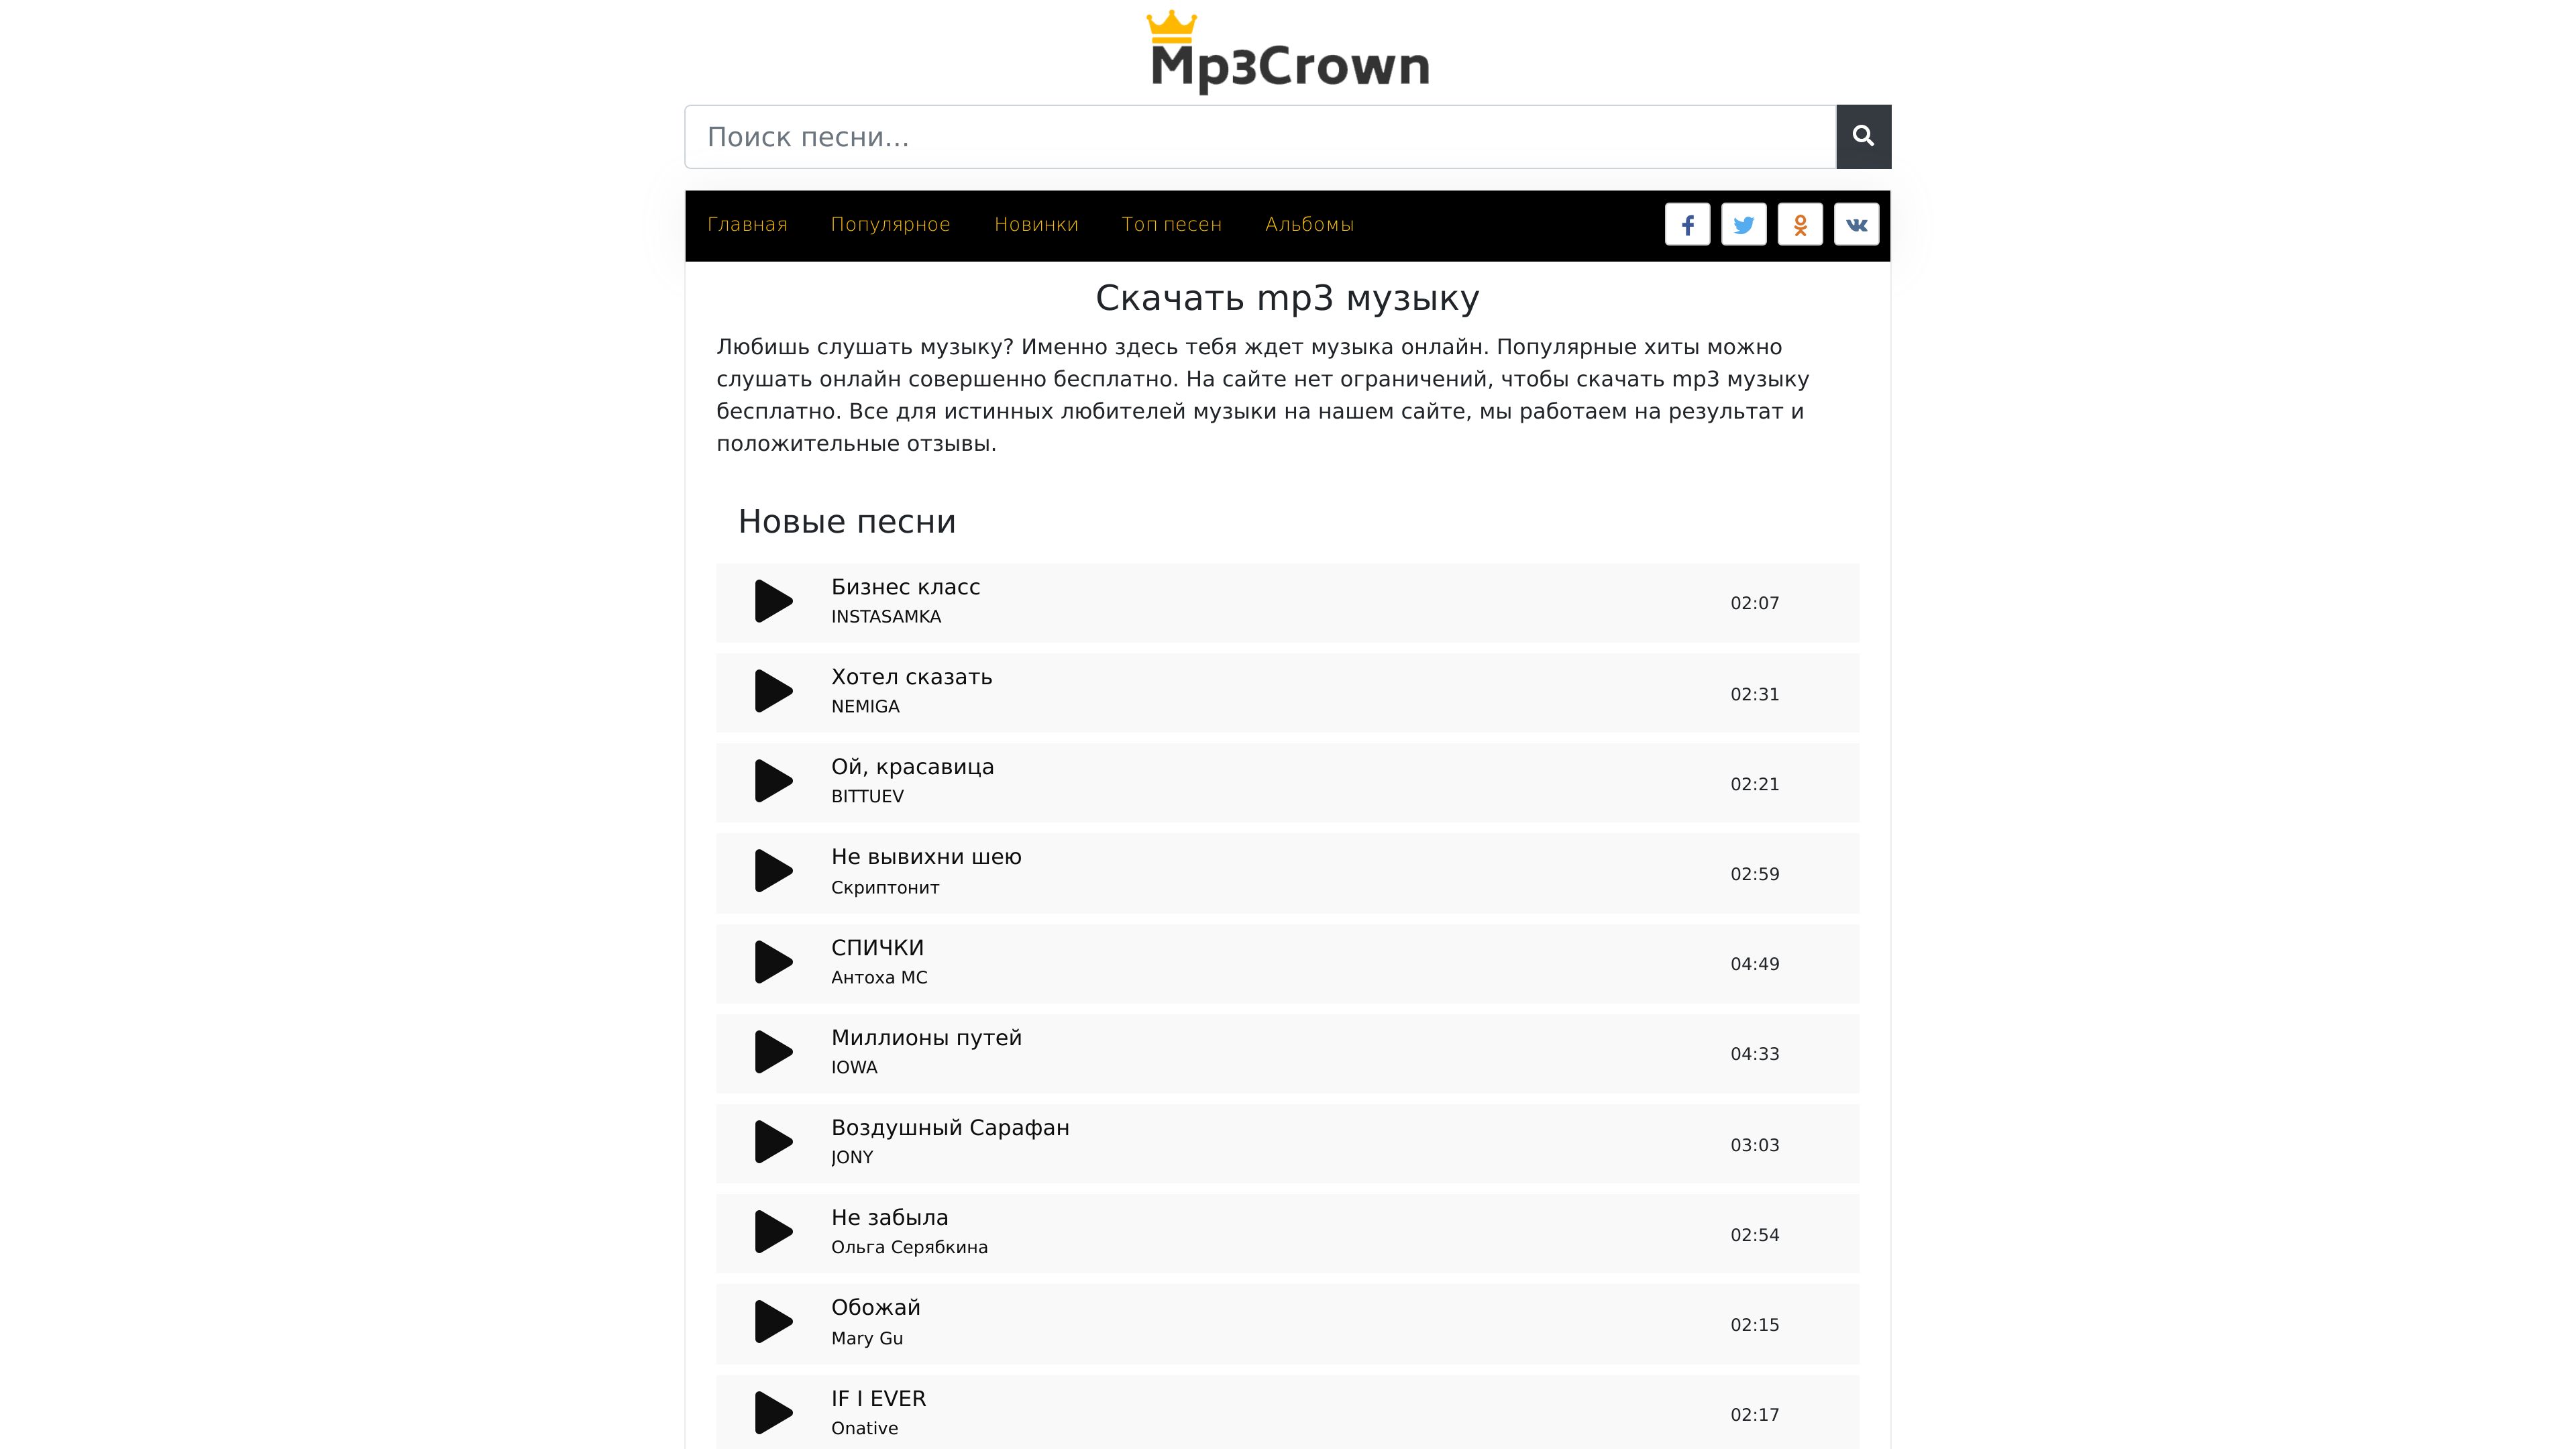 Mp3Crown
Поиск песни...
Главная Популярное Новинки Топ песен Альбомы
Скачать mp3 музыку
Любишь слушать музыку? Именно здесь тебя ждет музыка онлайн. Популярные хиты можно
слушать онлайн совершенно бесплатно. На сайте нет ограничений, чтобы скачать mp3 музыку
бесплатно. Все для истинных любителей музыки на нашем сайте, мы работаем на результат и
положительные отзывы.
Новые песни
Бизнес класс
INSTASAMKA
02:07
Хотел сказать
NEMIGA
02:31
Ой, красавица
BITTUEV
02:21
Не вывихни шею
Скриптонит
02:59
СПИЧКИ
Антоха МС
04:49
Миллионы путей
IOWA
04:33
Воздушный Сарафан
JONY
03:03
Не забыла
Ольга Серябкина
02:54
Обожай
Mary Gu
02:15
IF I EVER
Onative
02:17